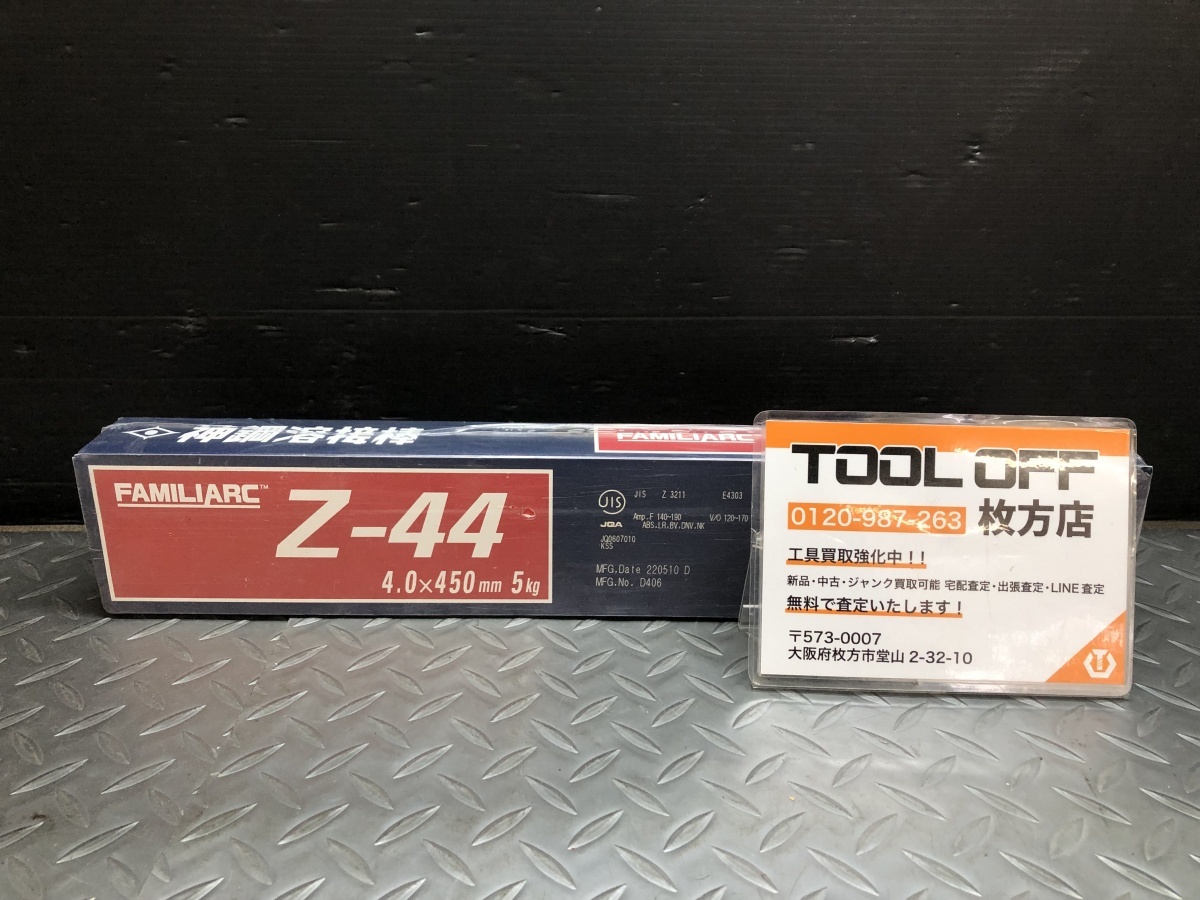 神鋼溶接棒
FAMILIARC
FAMILIARC™
Z-44
4.0×450mm 5kg
JIS
JIS Z 3211 E4303
Amp.F 140-190 V/O 120-170
JQA
ABS.LR.BV.DNV.NK
JQ0607010
KSS
MFG.Date 220510 D
MFG.No. D406
TOOL OFF
0120-987-263 枚方店
工具買取強化中!!
新品・中古・ジャンク買取可能 宅配査定・出張査定・LINE査定
無料で査定いたします!
〒573-0007
大阪府枚方市堂山 2-32-10